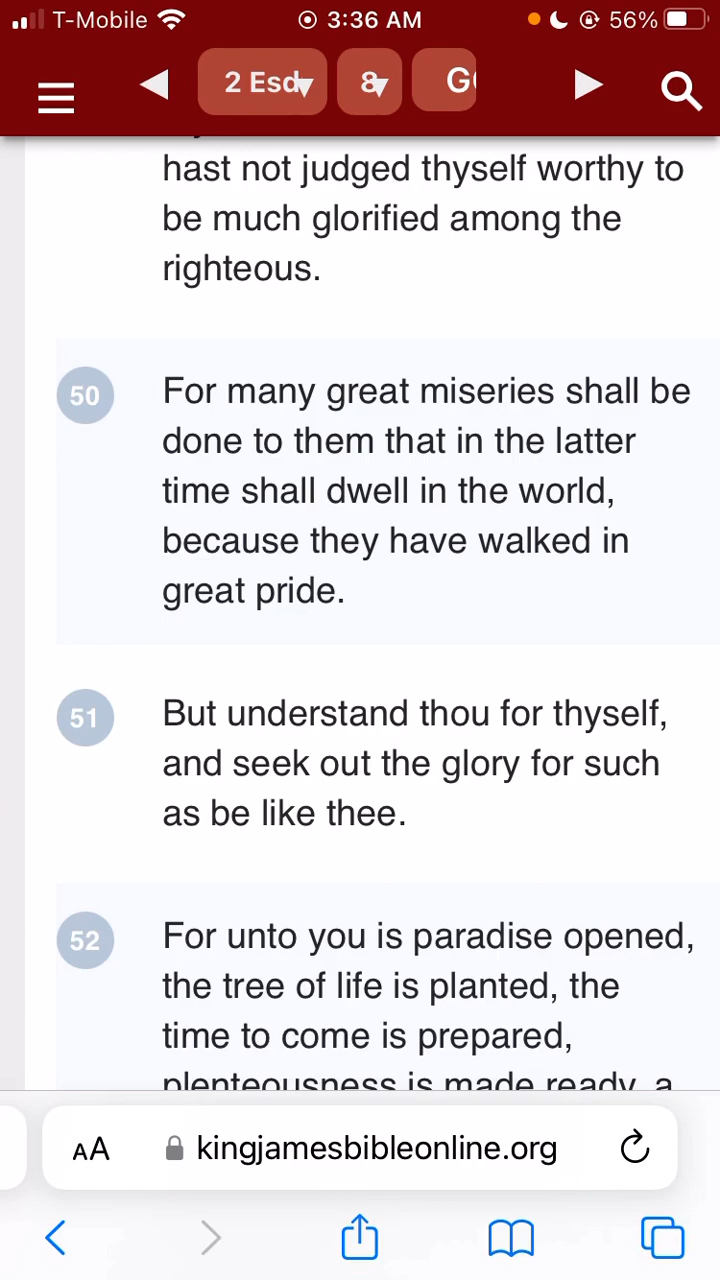 T-Mobile 3:36 AM 56%
2 Esd 8 G
hast not judged thyself worthy to
be much glorified among the
righteous.
50 For many great miseries shall be
done to them that in the latter
time shall dwell in the world,
because they have walked in
great pride.
51 But understand thou for thyself,
and seek out the glory for such
as be like thee.
52 For unto you is paradise opened,
the tree of life is planted, the
time to come is prepared,
plenteousness is made ready, a
AA kingjamesbibleonline.org